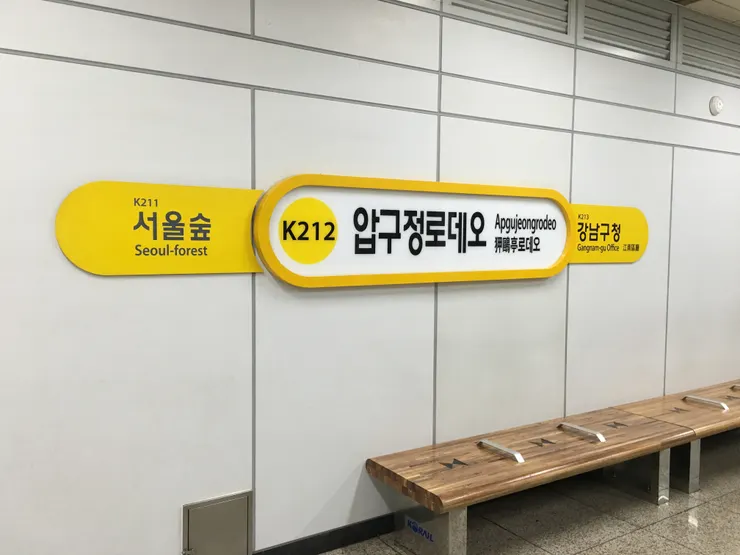 K211
서울숲
Seoul-forest
K212
압구정로데오
Apgujeongrodeo
狎鷗亭로데오
K213
강남구청
Gangnam-gu Office 江南區廳
KORAIL